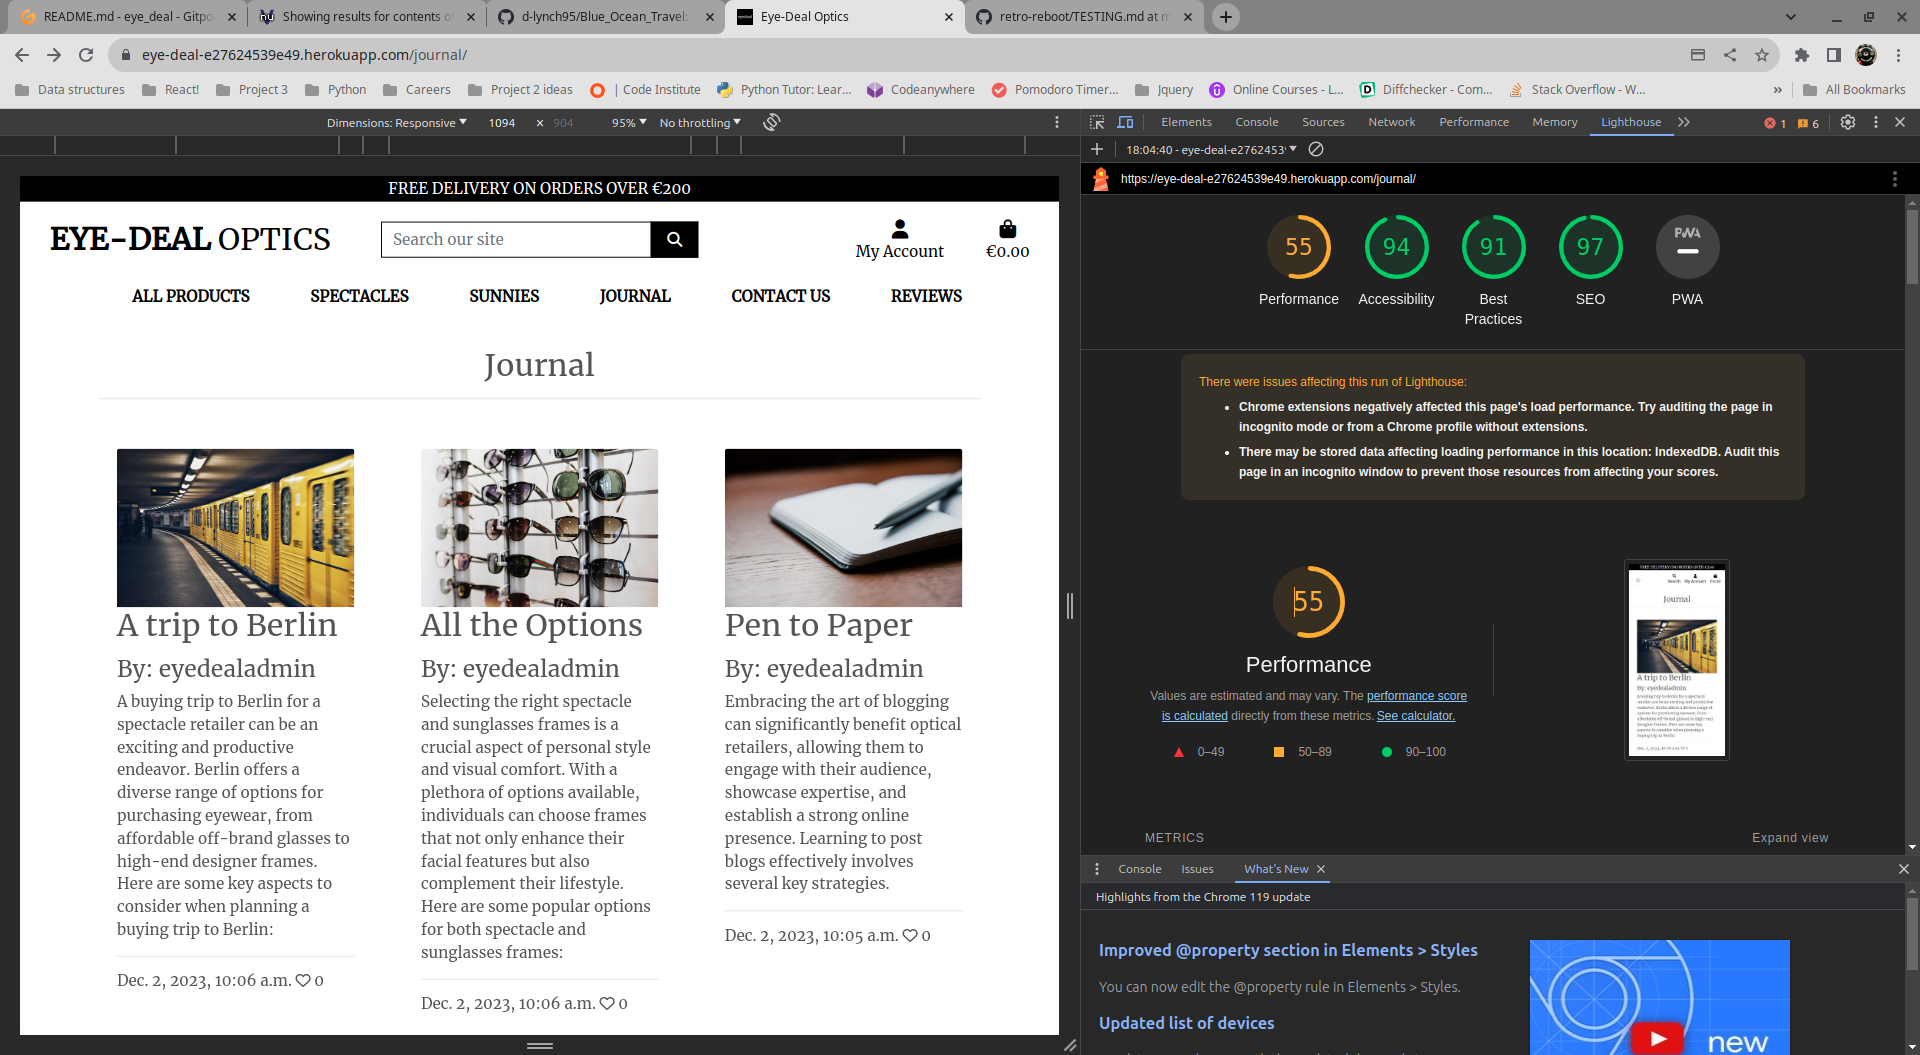 README.md - eye_deal - Gitpo
Showing results for contents o
d-lynch95/Blue_Ocean_Travel:
Eye-Deal Optics
retro-reboot/TESTING.md at m
eye-deal-e27624539e49.herokuapp.com/journal/
Data structures
React!
Project 3
Python
Careers
Project 2 ideas
| Code Institute
Python Tutor: Lear...
Codeanywhere
Pomodoro Timer...
Jquery
Online Courses - L...
Diffchecker - Com...
Stack Overflow - W...
»
All Bookmarks
Dimensions: Responsive
1094 × 904
95%
No throttling
Elements
Console
Sources
Network
Performance
Memory
Lighthouse
1
6
18:04:40 - eye-deal-e2762453
https://eye-deal-e27624539e49.herokuapp.com/journal/
FREE DELIVERY ON ORDERS OVER €200
EYE-DEAL OPTICS
Search our site
My Account
€0.00
ALL PRODUCTS
SPECTACLES
SUNNIES
JOURNAL
CONTACT US
REVIEWS
Journal
A trip to Berlin
By: eyedealadmin
A buying trip to Berlin for a
spectacle retailer can be an
exciting and productive
endeavor. Berlin offers a
diverse range of options for
purchasing eyewear, from
affordable off-brand glasses to
high-end designer frames.
Here are some key aspects to
consider when planning a
buying trip to Berlin:
Dec. 2, 2023, 10:06 a.m. 0
All the Options
By: eyedealadmin
Selecting the right spectacle
and sunglasses frames is a
crucial aspect of personal style
and visual comfort. With a
plethora of options available,
individuals can choose frames
that not only enhance their
facial features but also
complement their lifestyle.
Here are some popular options
for both spectacle and
sunglasses frames:
Dec. 2, 2023, 10:06 a.m. 0
Pen to Paper
By: eyedealadmin
Embracing the art of blogging
can significantly benefit optical
retailers, allowing them to
engage with their audience,
showcase expertise, and
establish a strong online
presence. Learning to post
blogs effectively involves
several key strategies.
Dec. 2, 2023, 10:05 a.m. 0
55
Performance
94
Accessibility
91
Best
Practices
97
SEO
PWA
PWA
There were issues affecting this run of Lighthouse:
• Chrome extensions negatively affected this page's load performance. Try auditing the page in
incognito mode or from a Chrome profile without extensions.
• There may be stored data affecting loading performance in this location: IndexedDB. Audit this
page in an incognito window to prevent those resources from affecting your scores.
55
Performance
Values are estimated and may vary. The performance score
is calculated directly from these metrics. See calculator.
0–49
50–89
90–100
FREE DELIVERY ON ORDERS OVER €200
Search
My Account
Journal
A trip to Berlin
By: eyedealadmin
METRICS
Expand view
Console
Issues
What's New
Highlights from the Chrome 119 update
Improved @property section in Elements > Styles
You can now edit the @property rule in Elements > Styles.
Updated list of devices
new